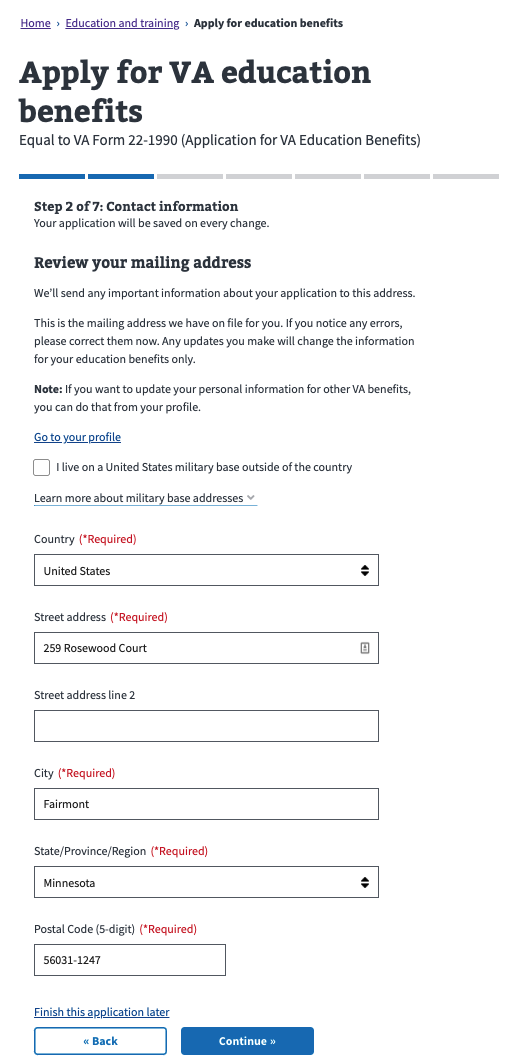 Home › Education and training › Apply for education benefits
Apply for VA education
benefits
Equal to VA Form 22-1990 (Application for VA Education Benefits)
Step 2 of 7: Contact information
Your application will be saved on every change.
Review your mailing address
We'll send any important information about your application to this address.
This is the mailing address we have on file for you. If you notice any errors,
please correct them now. Any updates you make will change the information
for your education benefits only.
Note: If you want to update your personal information for other VA benefits,
you can do that from your profile.
Go to your profile
I live on a United States military base outside of the country
Learn more about military base addresses
Country (*Required)
United States
Street address (*Required)
259 Rosewood Court
Street address line 2
City (*Required)
Fairmont
State/Province/Region (*Required)
Minnesota
Postal Code (5-digit) (*Required)
56031-1247
Finish this application later
« Back
Continue »